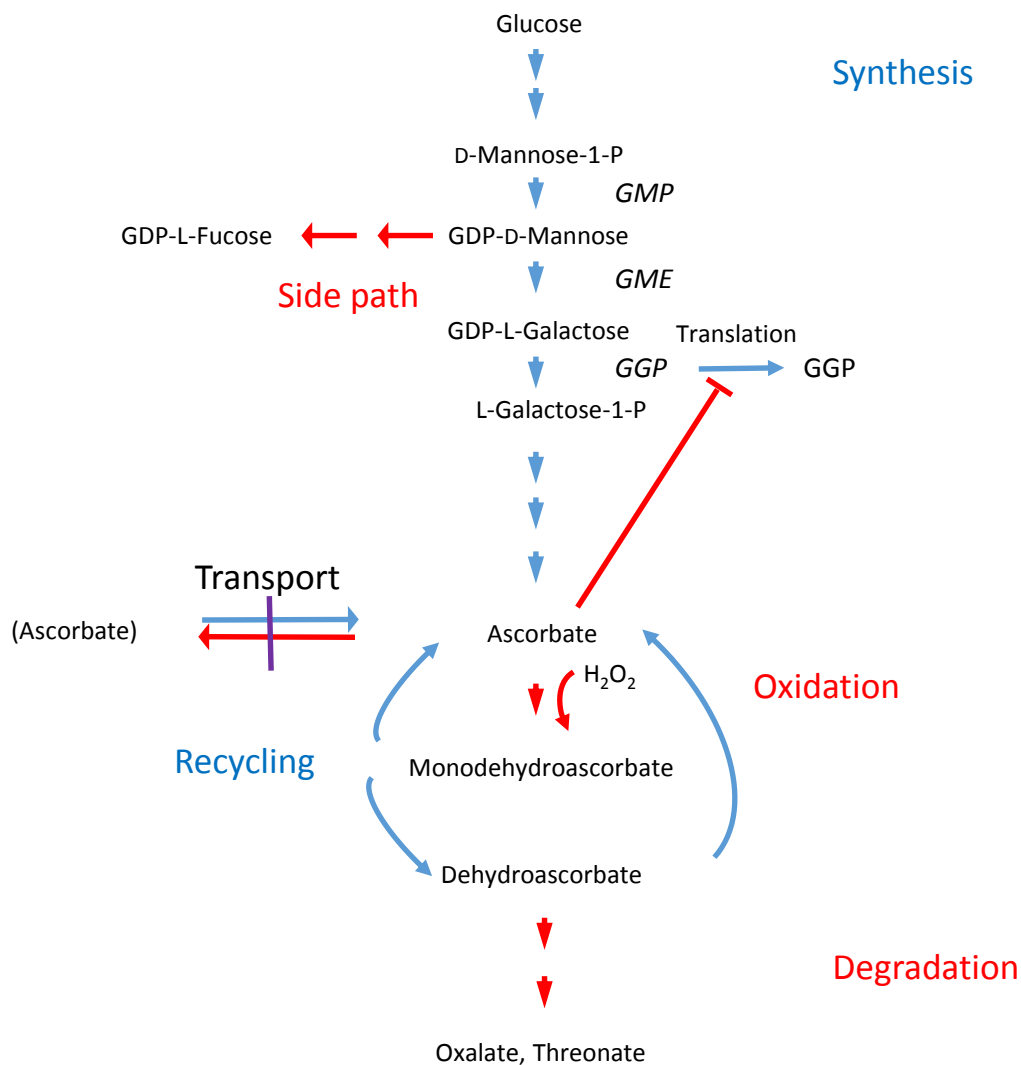 Glucose
Synthesis
D-Mannose-1-P
GMP
GDP-L-Fucose
GDP-D-Mannose
Side path
GME
GDP-L-Galactose
Translation
GGP
GGP
L-Galactose-1-P
Transport
(Ascorbate)
Ascorbate
H₂O₂
Oxidation
Recycling
Monodehydroascorbate
Dehydroascorbate
Degradation
Oxalate, Threonate